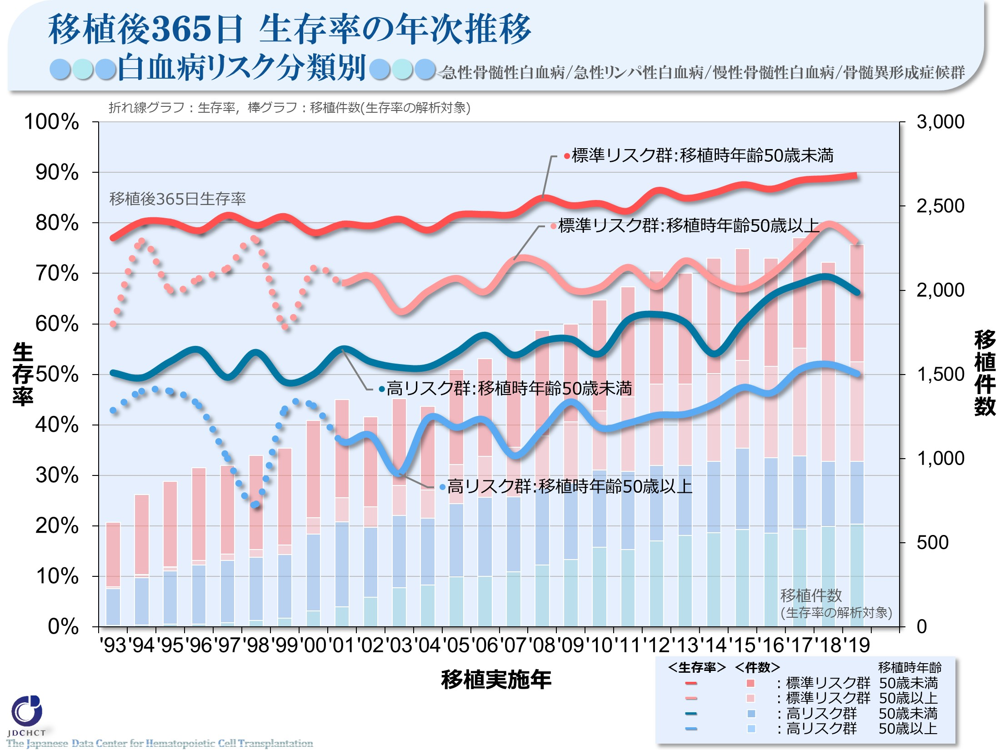 移植後365日 生存率の年次推移
白血病リスク分類別 急性骨髄性白血病/急性リンパ性白血病/慢性骨髄性白血病/骨髄異形成症候群
折れ線グラフ：生存率，棒グラフ：移植件数(生存率の解析対象)
100%
90%
80%
70%
60%
50%
40%
30%
20%
10%
0%
生存率
3,000
2,500
2,000
1,500
1,000
500
0
移植件数
移植後365日生存率
●標準リスク群:移植時年齢50歳未満
●標準リスク群:移植時年齢50歳以上
●高リスク群:移植時年齢50歳未満
●高リスク群:移植時年齢50歳以上
移植件数
(生存率の解析対象)
'93 '94 '95 '96 '97 '98 '99 '00 '01 '02 '03 '04 '05 '06 '07 '08 '09 '10 '11 '12 '13 '14 '15 '16 '17 '18 '19
移植実施年
＜生存率＞ ＜件数＞ 移植時年齢
：標準リスク群 50歳未満
：標準リスク群 50歳以上
：高リスク群 50歳未満
：高リスク群 50歳以上
JDCHCT
The Japanese Data Center for Hematopoietic Cell Transplantation